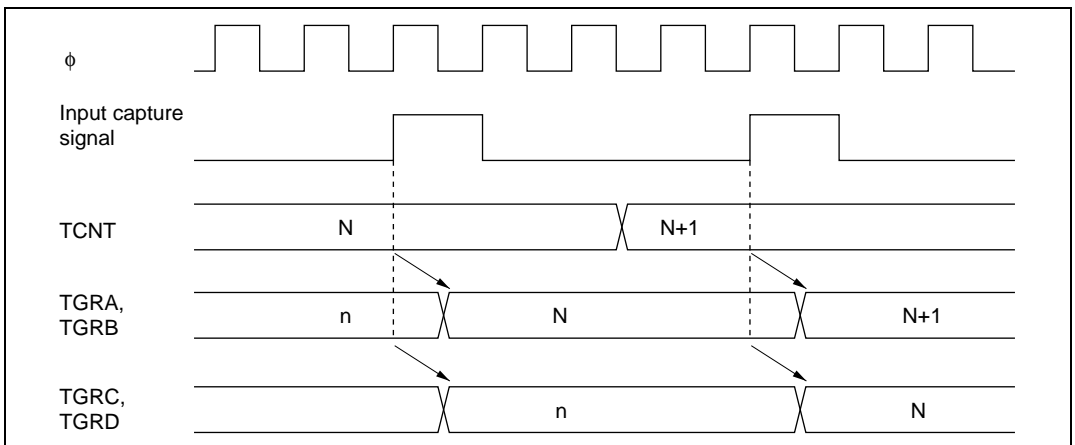 ϕ
Input capture
signal
TCNT
N
N+1
TGRA,
TGRB
n
N
N+1
TGRC,
TGRD
n
N